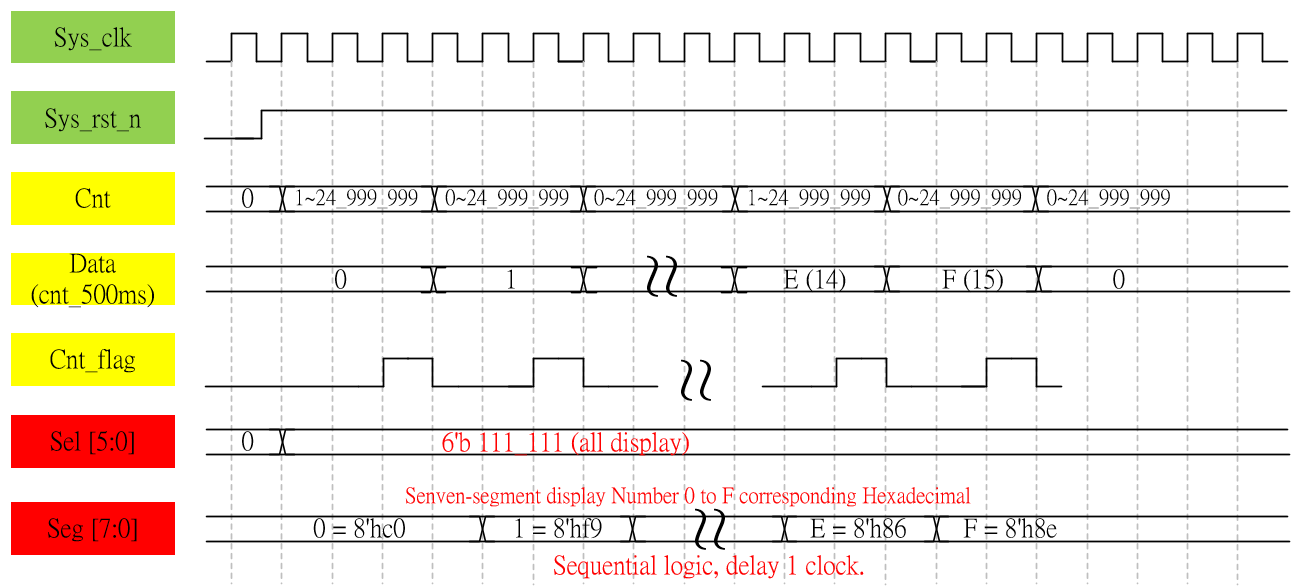 Sys_clk
Sys_rst_n
Cnt
0
1~24_999_999
0~24_999_999
0~24_999_999
1~24_999_999
0~24_999_999
0~24_999_999
Data
(cnt_500ms)
0
1
E (14)
F (15)
0
Cnt_flag
Sel [5:0]
0
6'b 111_111 (all display)
Senven-segment display Number 0 to F corresponding Hexadecimal
Seg [7:0]
0 = 8'hc0
1 = 8'hf9
E = 8'h86
F = 8'h8e
Sequential logic, delay 1 clock.